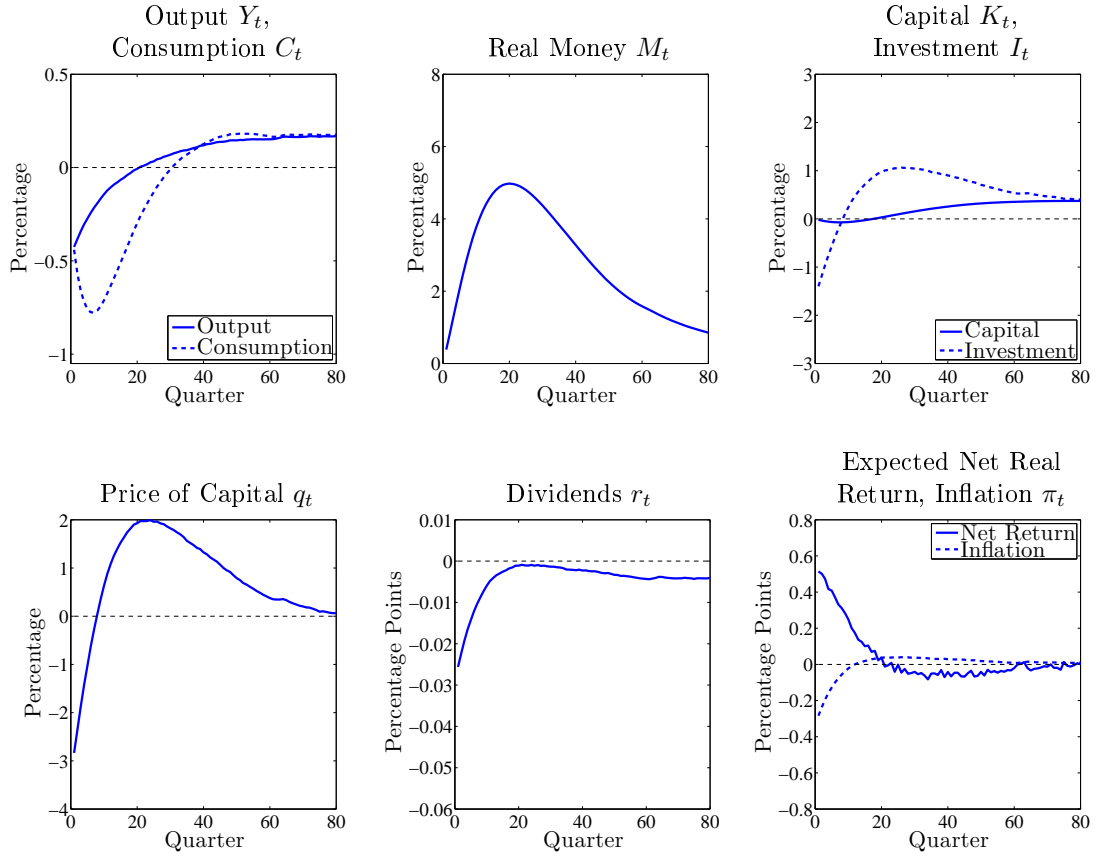 Output Y_t,
Consumption C_t
0.5
0
−0.5
−1
Percentage
0 20 40 60 80
Quarter
Output
Consumption
Real Money M_t
8
6
4
2
0
Percentage
0 20 40 60 80
Quarter
Capital K_t,
Investment I_t
3
2
1
0
−1
−2
−3
Percentage
0 20 40 60 80
Quarter
Capital
Investment
Price of Capital q_t
2
1
0
−1
−2
−3
−4
Percentage
0 20 40 60 80
Quarter
Dividends r_t
0.01
0
−0.01
−0.02
−0.03
−0.04
−0.05
−0.06
Percentage Points
0 20 40 60 80
Quarter
Expected Net Real
Return, Inflation π_t
0.8
0.6
0.4
0.2
0
−0.2
−0.4
−0.6
−0.8
Percentage Points
0 20 40 60 80
Quarter
Net Return
Inflation